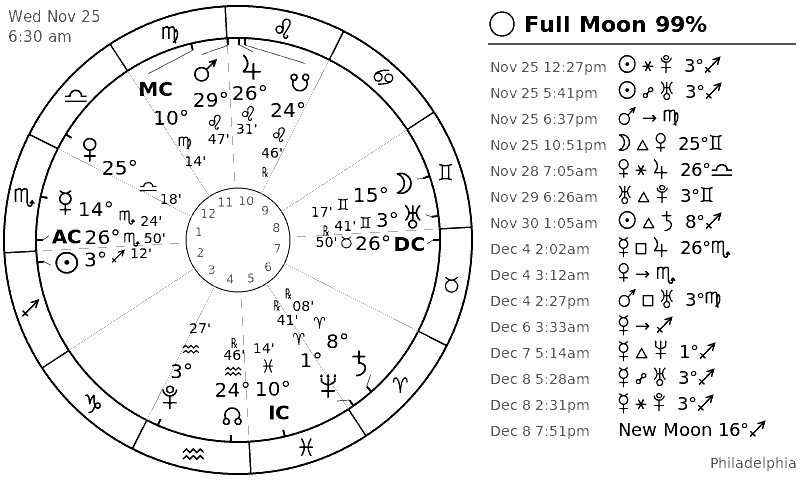 Wed Nov 25
6:30 am
♍ ♌ ♋ ♊ ♉ ♈ ♓ ♒ ♑ ♐ ♏ ♎
MC 10° ♍ 14'
♂ 29° ♌ 47'
♃ 26° ♌ 31'
☋ 24° ♌ 46' ℞
☽ 15° ♊ 17'
♅ 3° ♊ 41' ℞
DC 26° ♉ 50'
♄ 8° ♈ 08' ℞
♆ 1° ♈ 41' ℞
IC 10° ♓ 14'
☊ 24° ♒ 46' ℞
♇ 3° ♒ 27'
☉ 3° ♐ 12'
AC 26° ♏ 50'
☿ 14° ♏ 24'
♀ 25° ♎ 18'
1 2 3 4 5 6 7 8 9 10 11 12
Full Moon 99%
Nov 25 12:27pm ☉ ⚹ ♇ 3°♐
Nov 25 5:41pm ☉ ☍ ♅ 3°♐
Nov 25 6:37pm ♂ → ♍
Nov 25 10:51pm ☽ △ ♀ 25°♊
Nov 28 7:05am ♀ ⚹ ♃ 26°♎
Nov 29 6:26am ♅ △ ♇ 3°♊
Nov 30 1:05am ☉ △ ♄ 8°♐
Dec 4 2:02am ☿ □ ♃ 26°♏
Dec 4 3:12am ♀ → ♏
Dec 4 2:27pm ♂ □ ♅ 3°♍
Dec 6 3:33am ☿ → ♐
Dec 7 5:14am ☿ △ ♆ 1°♐
Dec 8 5:28am ☿ ☍ ♅ 3°♐
Dec 8 2:31pm ☿ ⚹ ♇ 3°♐
Dec 8 7:51pm New Moon 16°♐
Philadelphia